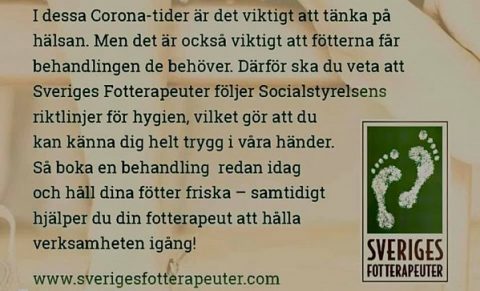 I dessa Corona-tider är det viktigt att tänka på
hälsan. Men det är också viktigt att fötterna får
behandlingen de behöver. Därför ska du veta att
Sveriges Fotterapeuter följer Socialstyrelsens
riktlinjer för hygien, vilket gör att du
kan känna dig helt trygg i våra händer.
Så boka en behandling redan idag
och håll dina fötter friska – samtidigt
hjälper du din fotterapeut att hålla
verksamheten igång!
www.sverigesfotterapeuter.com
SVERIGES
FOTTERAPEUTER